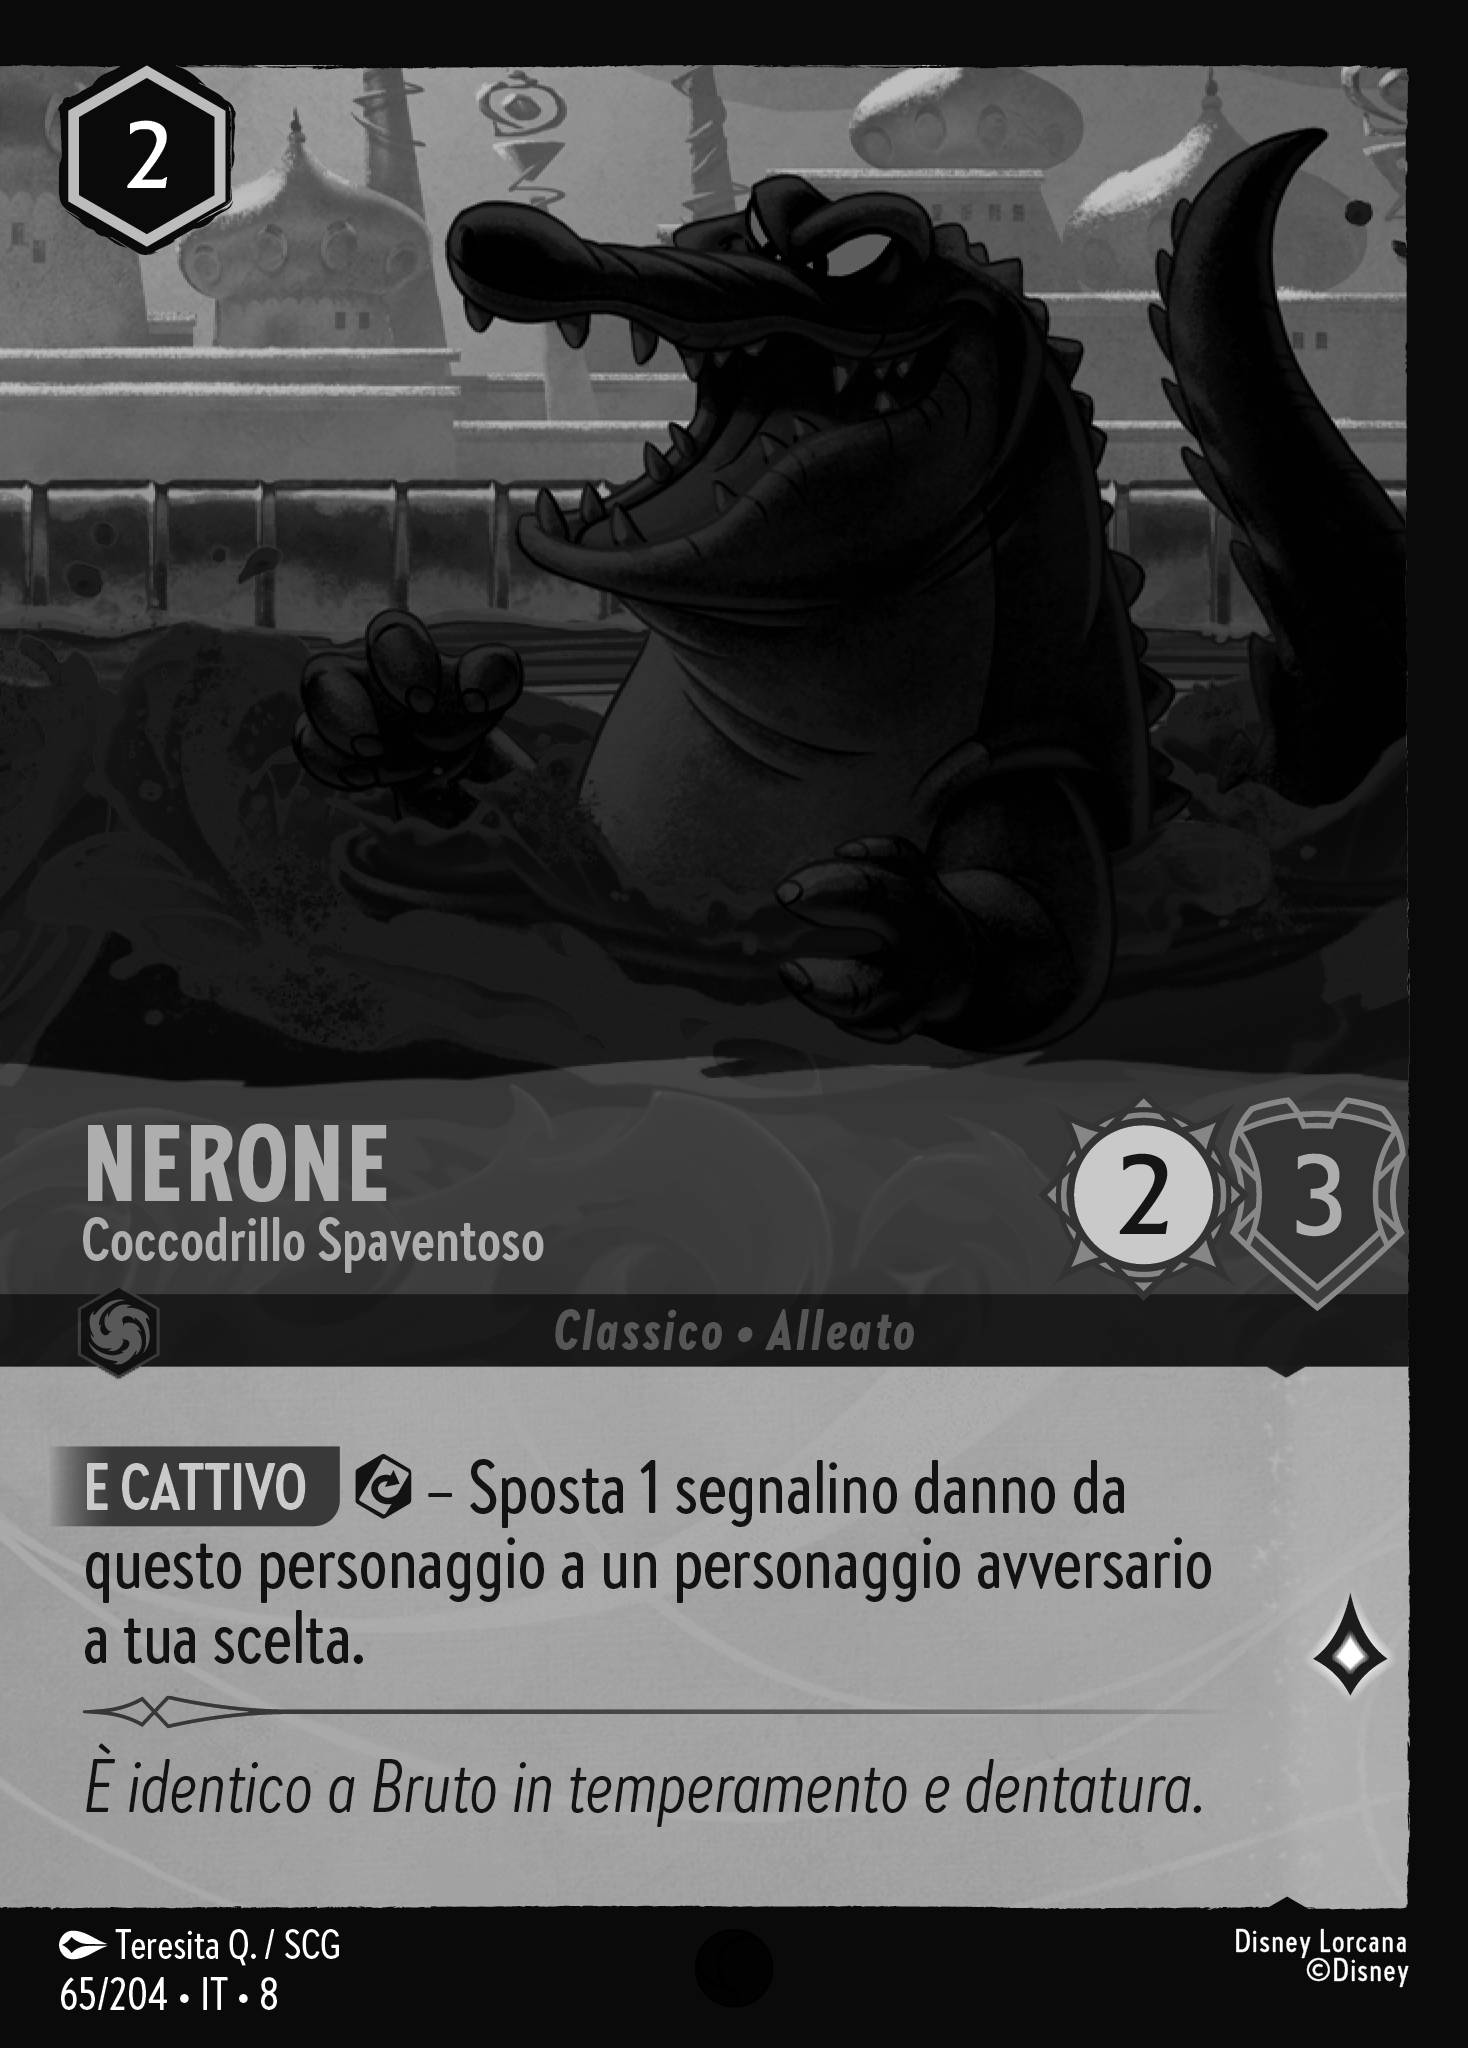 2
NERONE
Coccodrillo Spaventoso
2 3
Classico • Alleato
E CATTIVO – Sposta 1 segnalino danno da
questo personaggio a un personaggio avversario
a tua scelta.
È identico a Bruto in temperamento e dentatura.
Teresita Q. / SCG
65/204 • IT • 8
Disney Lorcana
©Disney